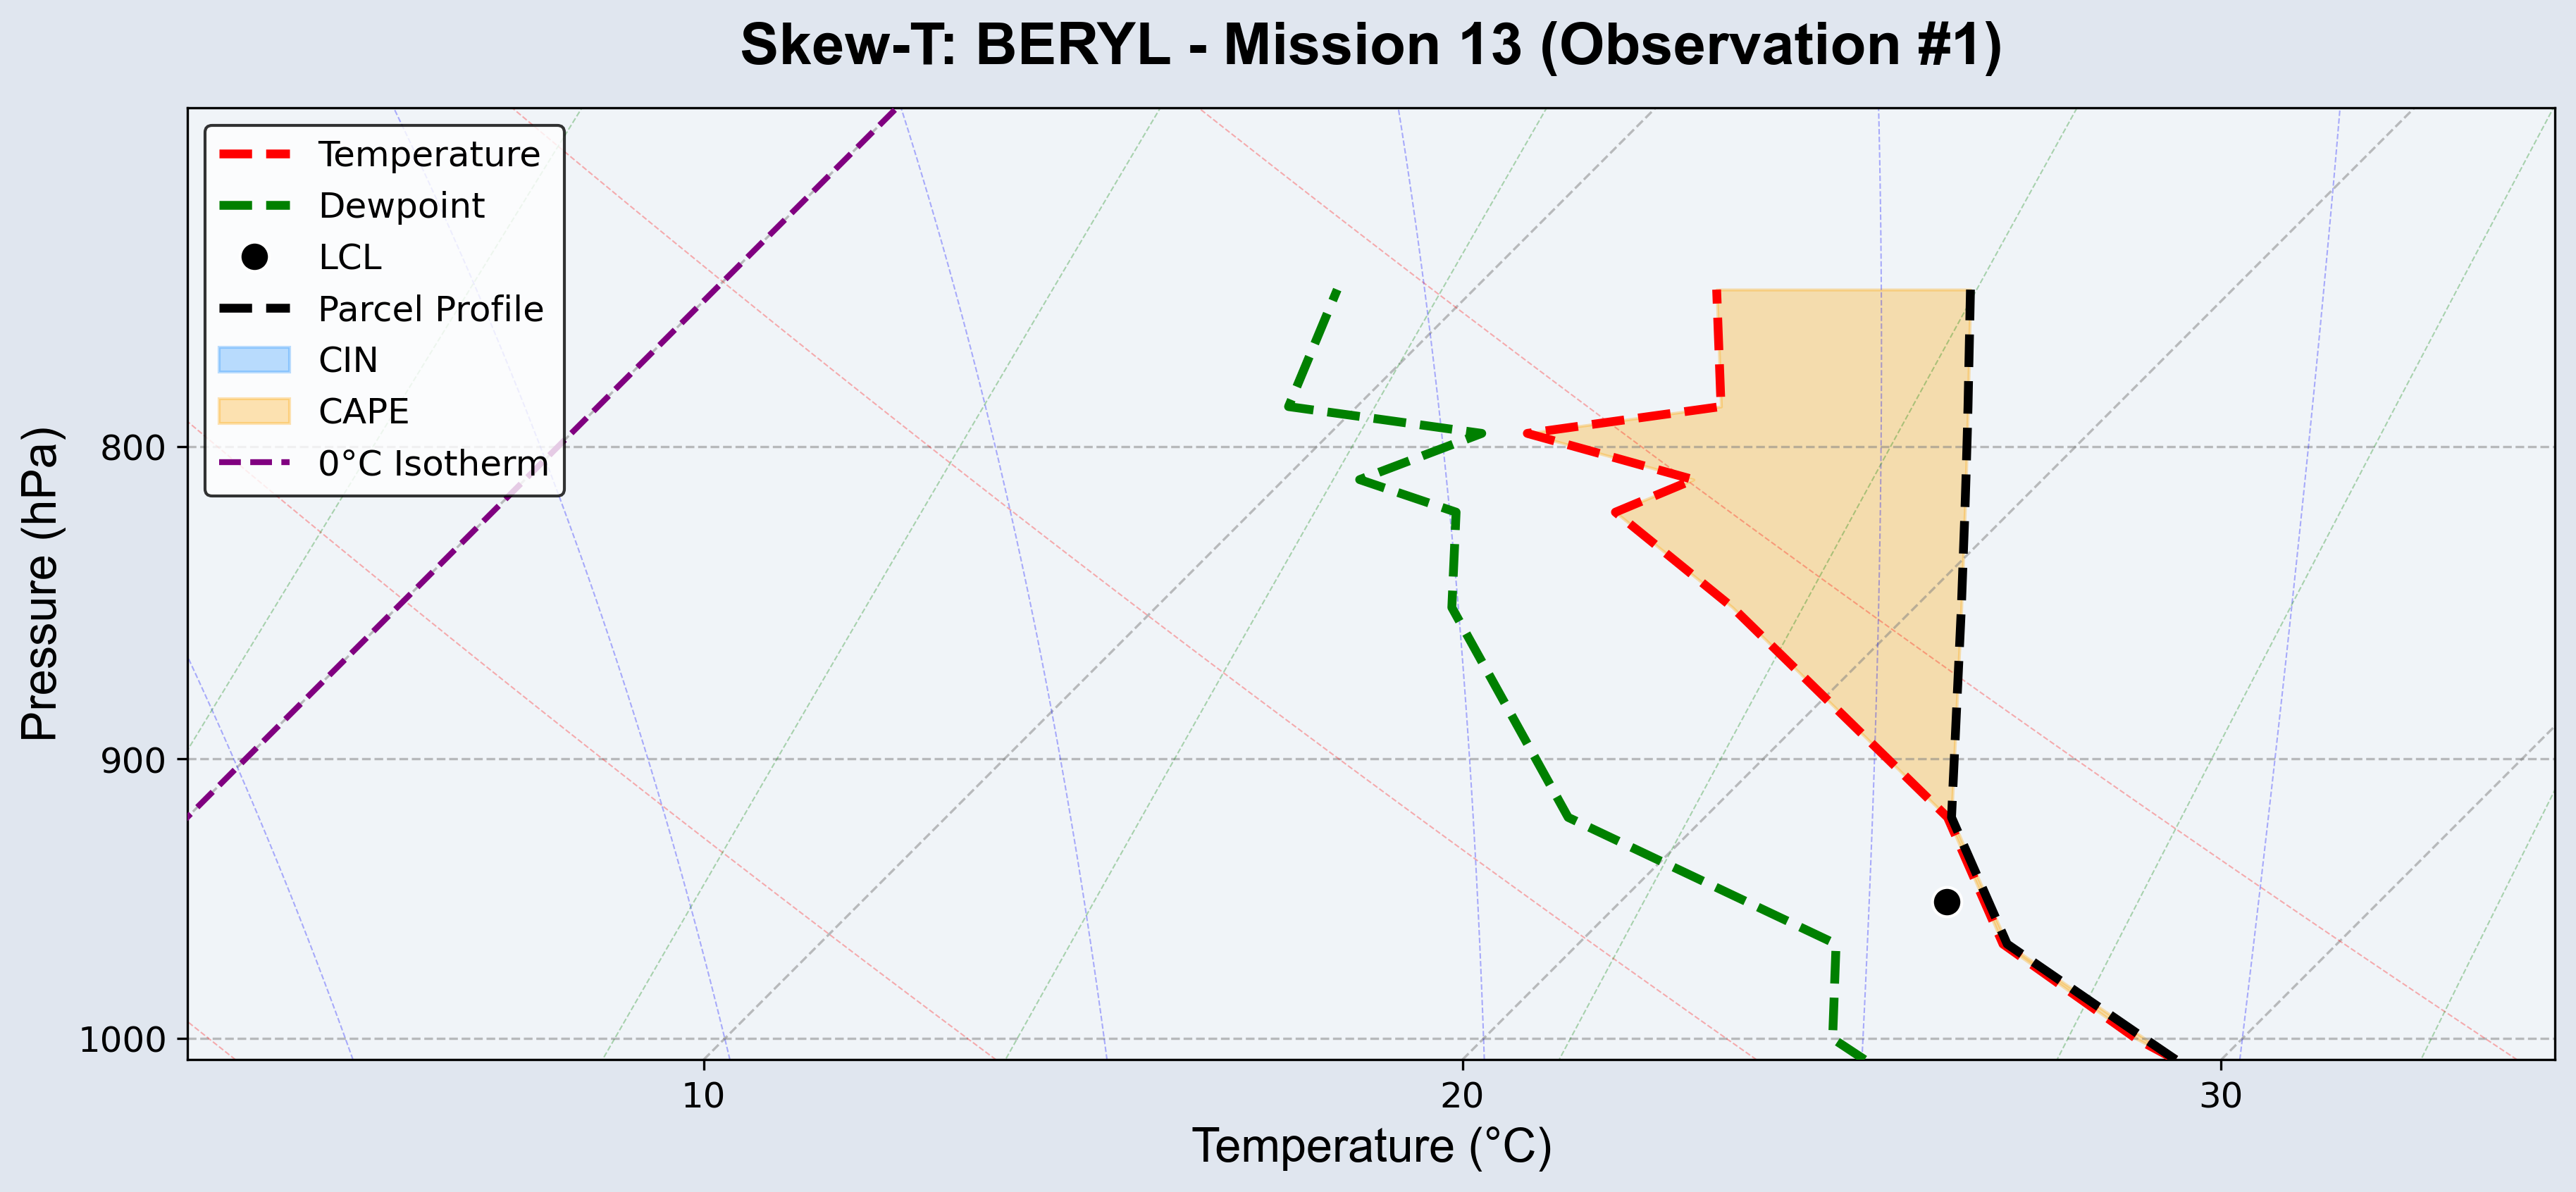 Skew-T: BERYL - Mission 13 (Observation #1)
Temperature
Dewpoint
LCL
Parcel Profile
CIN
CAPE
0°C Isotherm
Pressure (hPa)
800
900
1000
10
20
30
Temperature (°C)